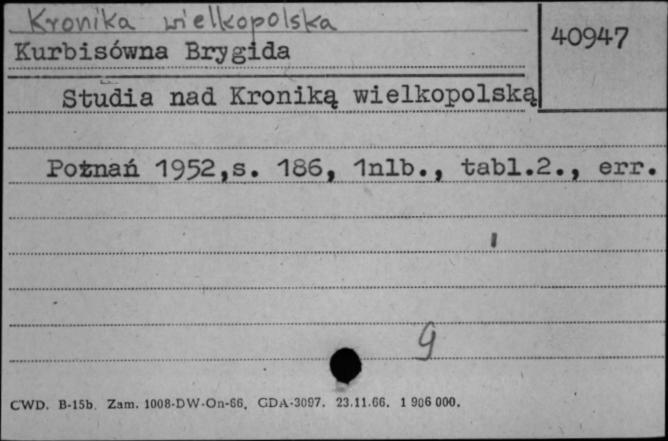 Kronika wielkopolska
40947
Kurbisówna Brygida
Studia nad Kroniką wielkopolską
Poznań 1952,s. 186, 1nlb., tabl.2., err.
9
CWD. B-15b. Zam. 1008-DW-On-66. GDA-3097. 23.11.66. 1 906 000.